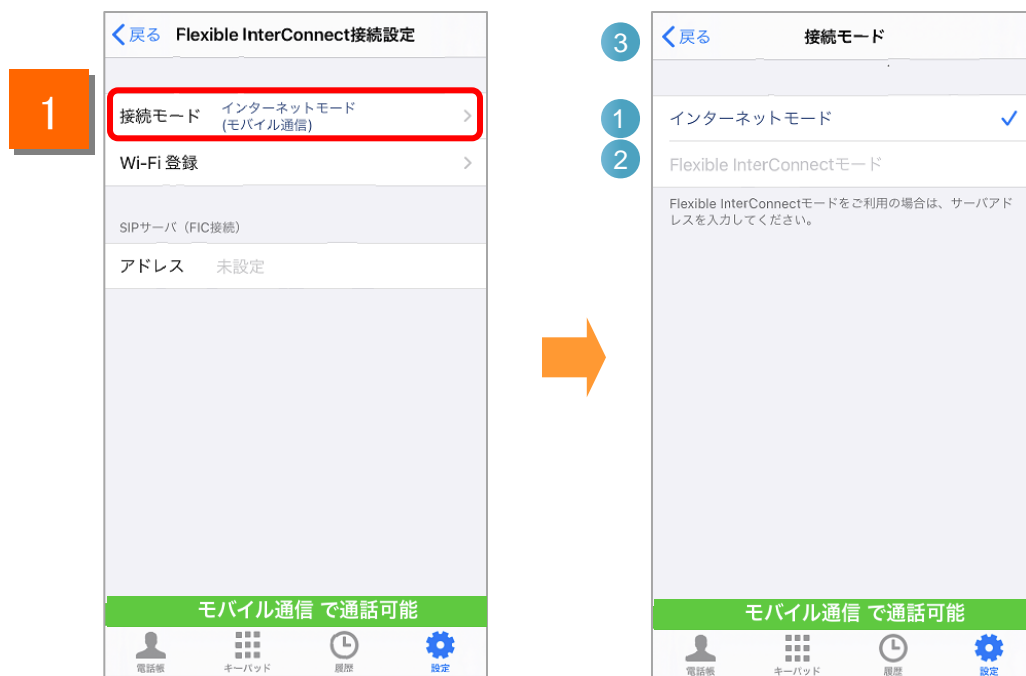 戻る Flexible InterConnect接続設定
1
接続モード インターネットモード
(モバイル通信)
Wi-Fi 登録
SIPサーバ（FIC接続）
アドレス 未設定
モバイル通信 で通話可能
電話帳 キーパッド 履歴 設定
3 戻る 接続モード
1 インターネットモード
2 Flexible InterConnectモード
Flexible InterConnectモードをご利用の場合は、サーバアド
レスを入力してください。
モバイル通信 で通話可能
電話帳 キーパッド 履歴 設定